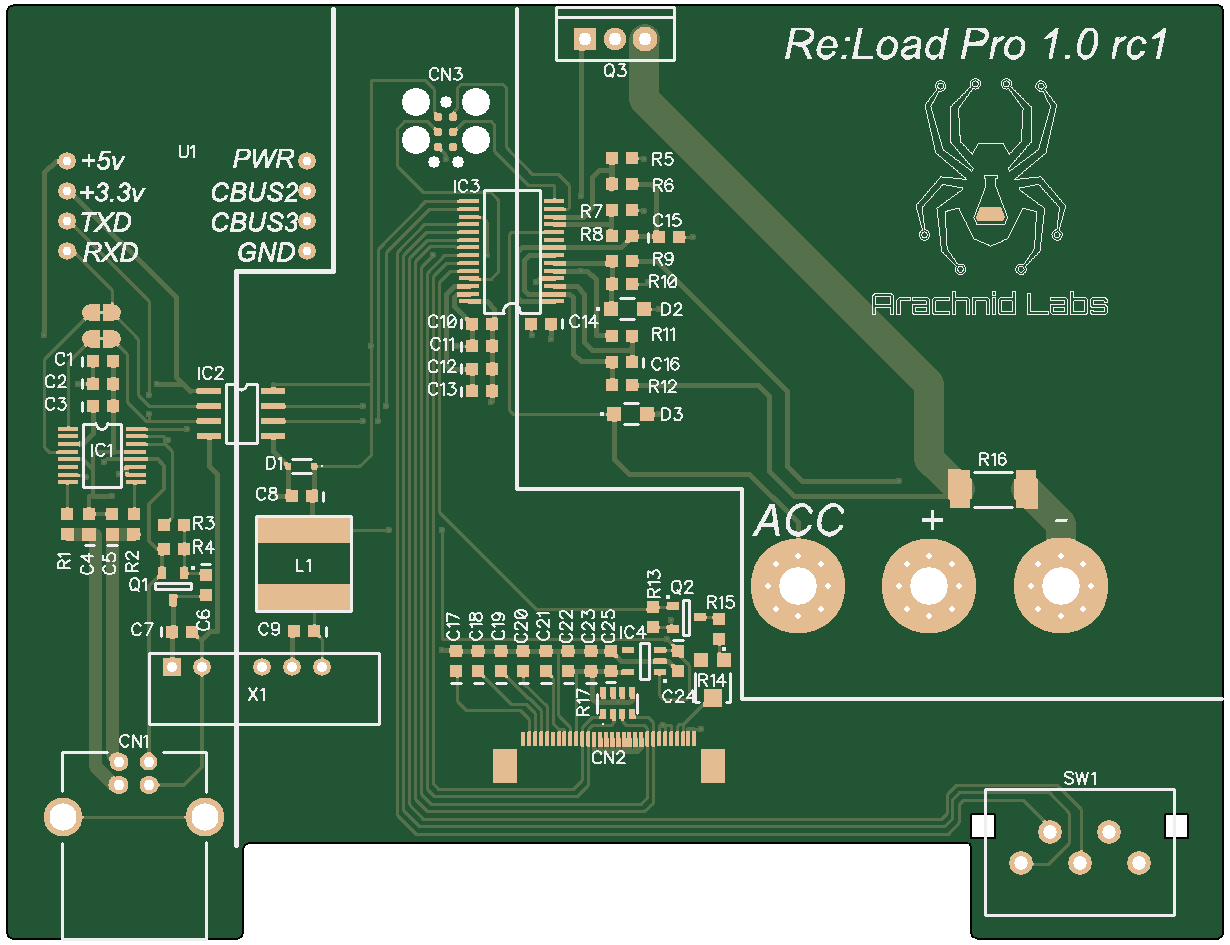 Re:Load Pro 1.0 rc1
Q3
CN3
U1
+5v
PWR
+3.3v
CBUS2
TXD
CBUS3
RXD
GND
IC3
R5
R6
R7
C15
R8
R9
R10
D2
Arachnid Labs
C10
C14
C11
R11
C12
C16
C13
R12
D3
C1
C2
C3
IC2
IC1
D1
C8
R16
ACC
+
-
R3
R4
R1
C4
C5
R2
L1
Q1
C6
C7
C9
R13
Q2
R15
C17
C18
C19
C20
C21
C22
C23
C25
IC4
R14
C24
R17
X1
CN1
CN2
SW1